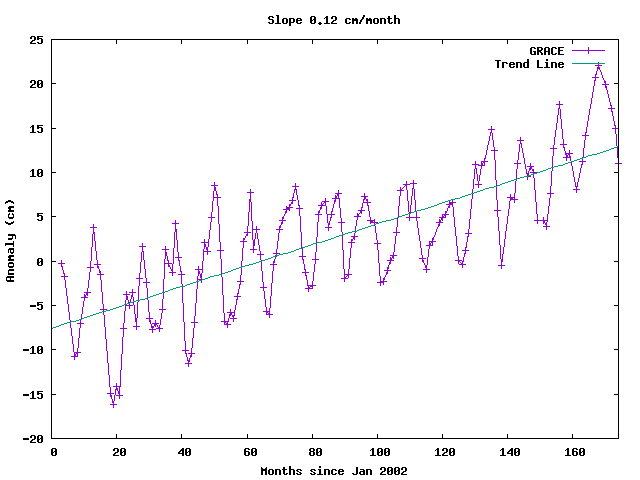 Slope 0.12 cm/month
25
20
15
10
5
0
-5
-10
-15
-20
Anomaly (cm)
GRACE
Trend Line
0 20 40 60 80 100 120 140 160
Months since Jan 2002